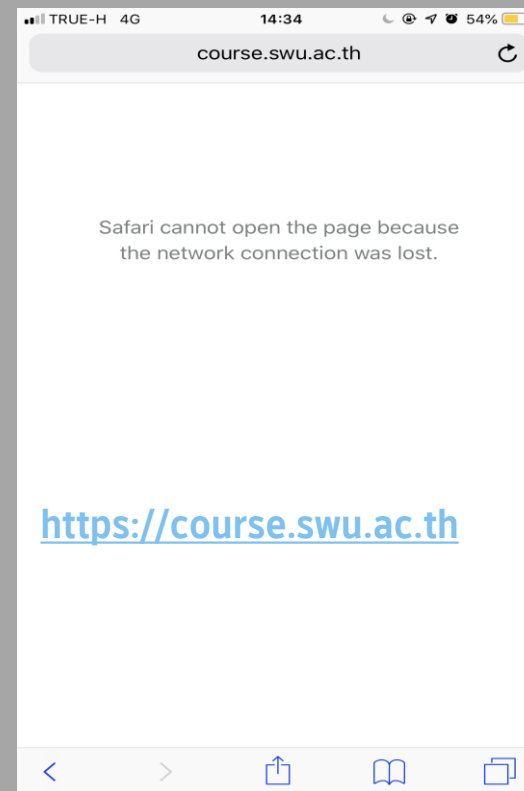 TRUE-H 4G 14:34 54%
course.swu.ac.th
Safari cannot open the page because
the network connection was lost.
https://course.swu.ac.th